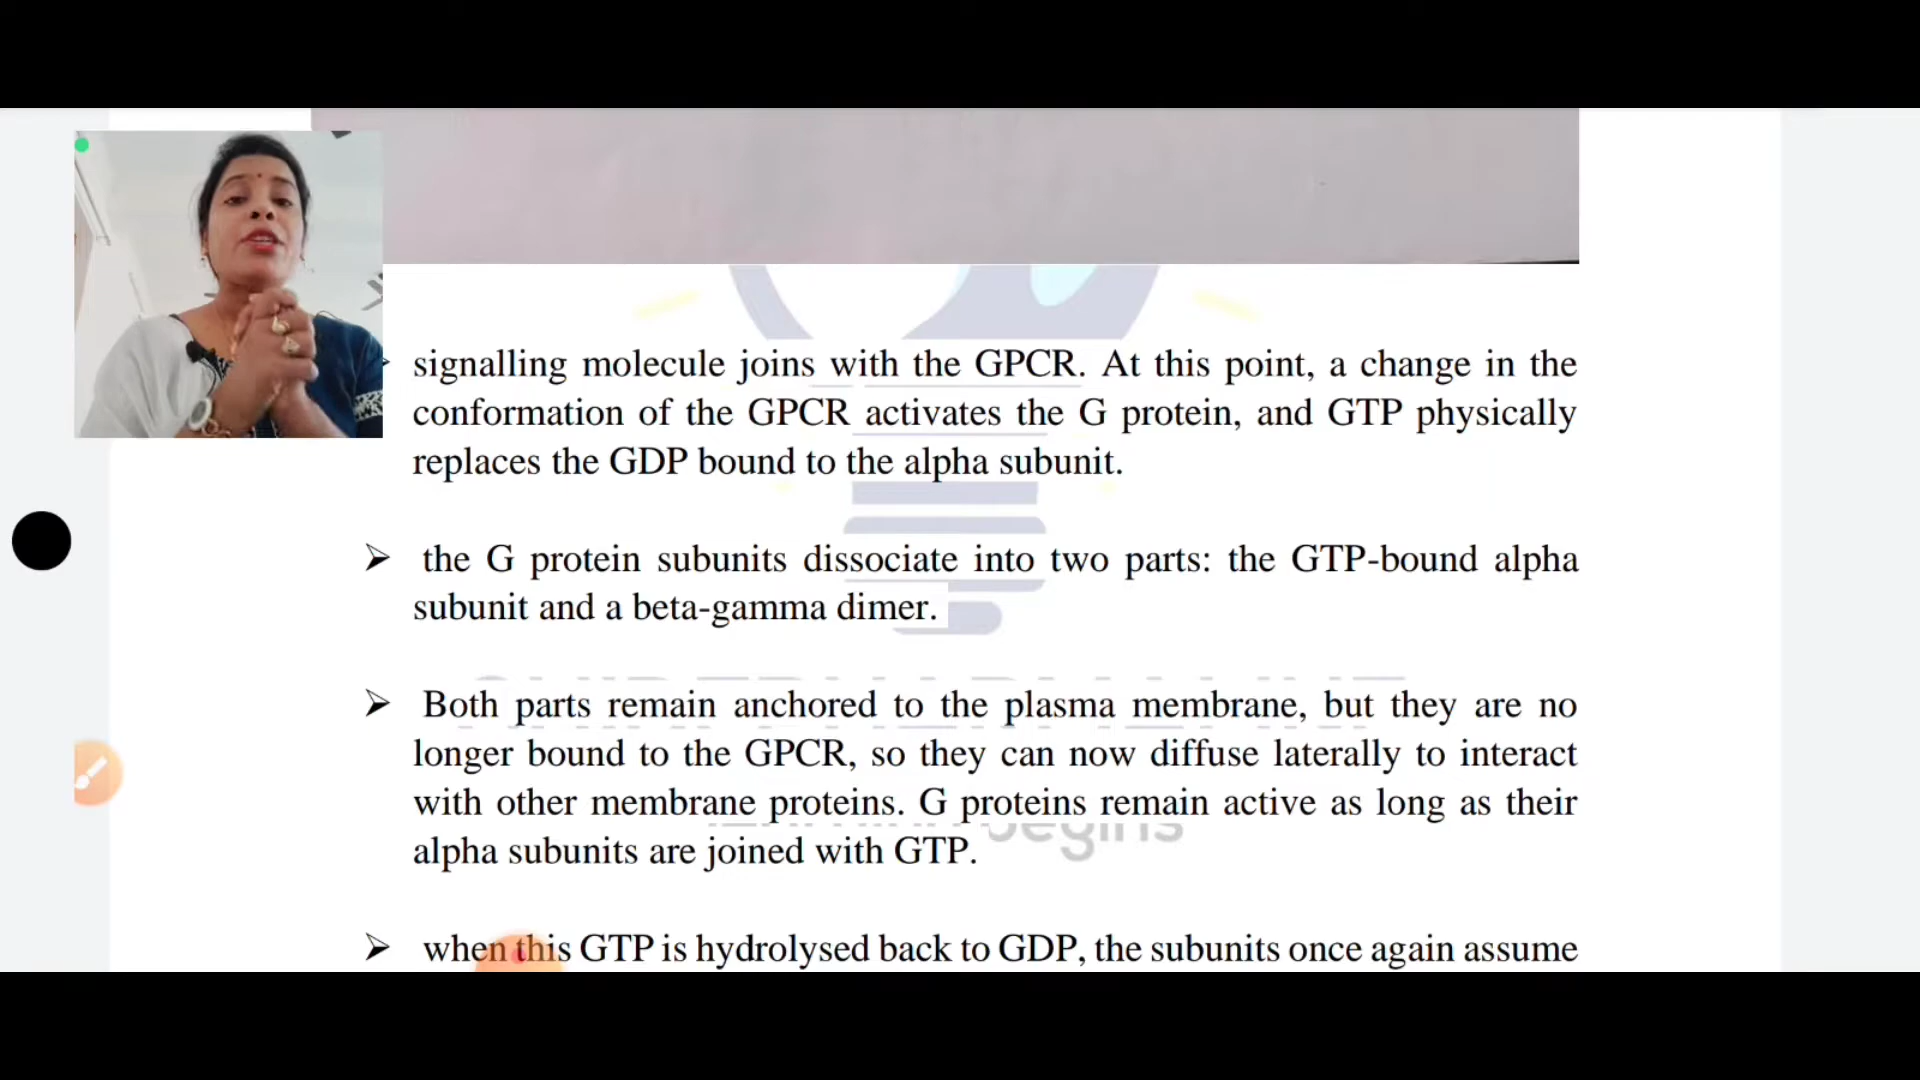 signalling molecule joins with the GPCR. At this point, a change in the
conformation of the GPCR activates the G protein, and GTP physically
replaces the GDP bound to the alpha subunit.
the G protein subunits dissociate into two parts: the GTP-bound alpha
subunit and a beta-gamma dimer.
Both parts remain anchored to the plasma membrane, but they are no
longer bound to the GPCR, so they can now diffuse laterally to interact
with other membrane proteins. G proteins remain active as long as their
begins
alpha subunits are joined with GTP.
when this GTP is hydrolysed back to GDP, the subunits once again assume